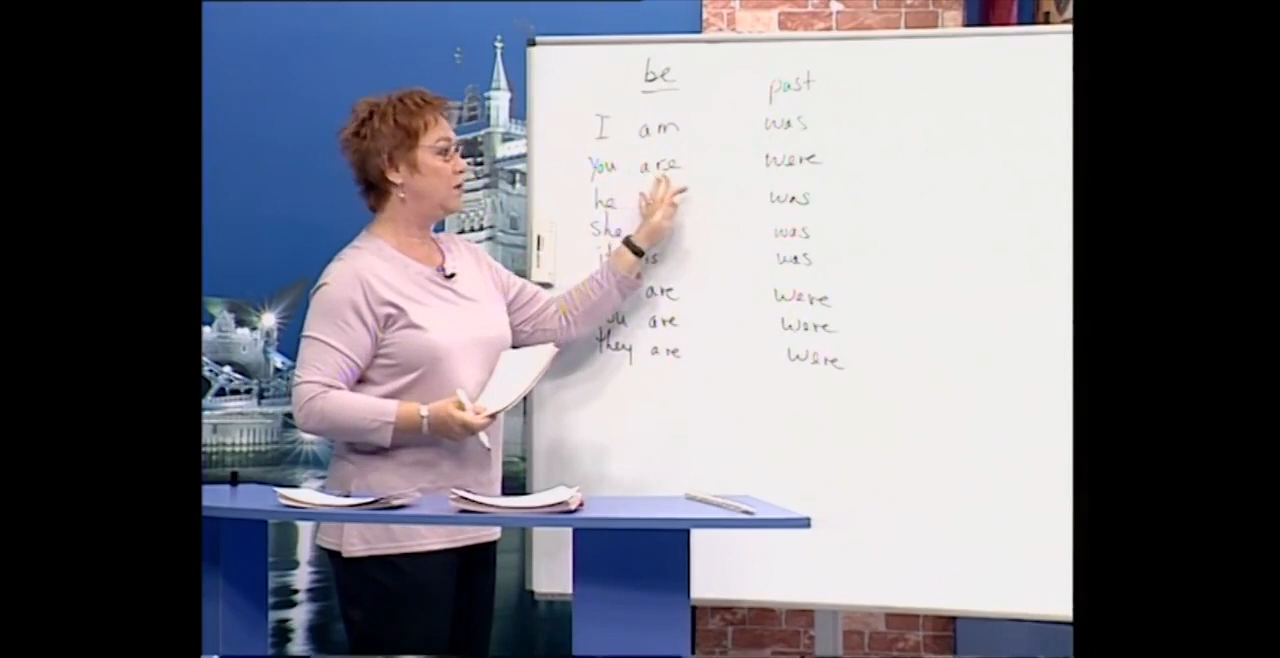 be past
I am was
you are were
he was
she was
is was
are were
are were
they are were